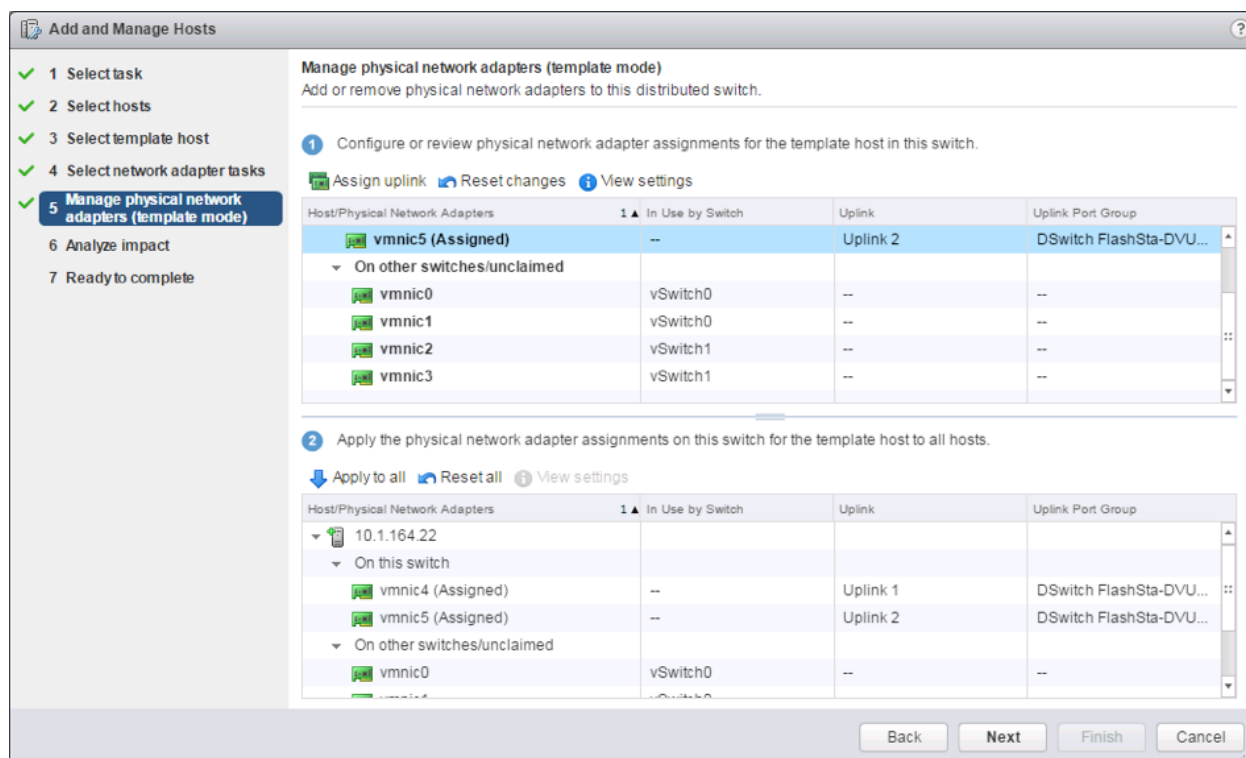 Add and Manage Hosts
?
1 Select task
2 Select hosts
3 Select template host
4 Select network adapter tasks
5 Manage physical network adapters (template mode)
6 Analyze impact
7 Ready to complete
Manage physical network adapters (template mode)
Add or remove physical network adapters to this distributed switch.
1 Configure or review physical network adapter assignments for the template host in this switch.
Assign uplink Reset changes View settings
Host/Physical Network Adapters 1 ▲ In Use by Switch Uplink Uplink Port Group
vmnic5 (Assigned) -- Uplink 2 DSwitch FlashSta-DVU...
On other switches/unclaimed
vmnic0 vSwitch0 -- --
vmnic1 vSwitch0 -- --
vmnic2 vSwitch1 -- --
vmnic3 vSwitch1 -- --
2 Apply the physical network adapter assignments on this switch for the template host to all hosts.
Apply to all Reset all View settings
Host/Physical Network Adapters 1 ▲ In Use by Switch Uplink Uplink Port Group
10.1.164.22
On this switch
vmnic4 (Assigned) -- Uplink 1 DSwitch FlashSta-DVU...
vmnic5 (Assigned) -- Uplink 2 DSwitch FlashSta-DVU...
On other switches/unclaimed
vmnic0 vSwitch0 -- --
Back Next Finish Cancel